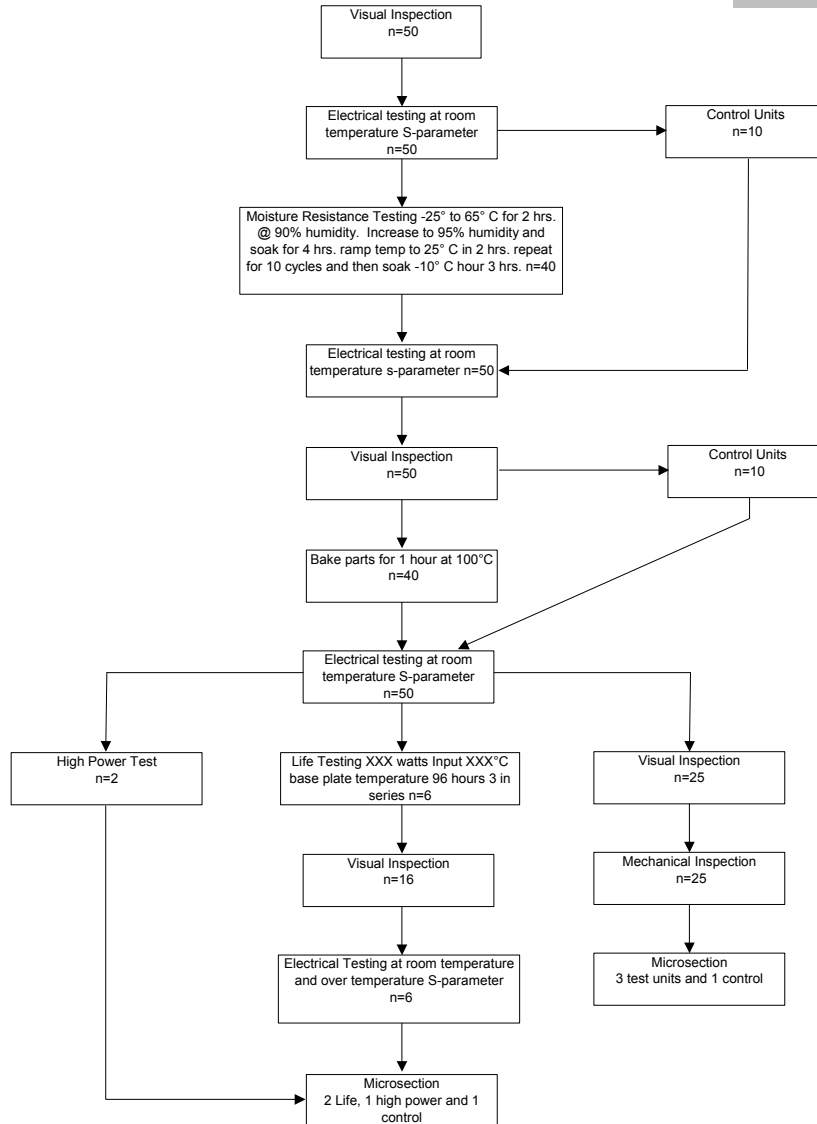 Visual Inspection
n=50
Electrical testing at room
temperature S-parameter
n=50
Control Units
n=10
Moisture Resistance Testing -25° to 65° C for 2 hrs.
@ 90% humidity.  Increase to 95% humidity and
soak for 4 hrs. ramp temp to 25° C in 2 hrs. repeat
for 10 cycles and then soak -10° C hour 3 hrs. n=40
Electrical testing at room
temperature s-parameter n=50
Visual Inspection
n=50
Control Units
n=10
Bake parts for 1 hour at 100°C
n=40
Electrical testing at room
temperature S-parameter
n=50
High Power Test
n=2
Life Testing XXX watts Input XXX°C
base plate temperature 96 hours 3 in
series n=6
Visual Inspection
n=25
Visual Inspection
n=16
Mechanical Inspection
n=25
Electrical Testing at room temperature
and over temperature S-parameter
n=6
Microsection
3 test units and 1 control
Microsection
2 Life, 1 high power and 1
control